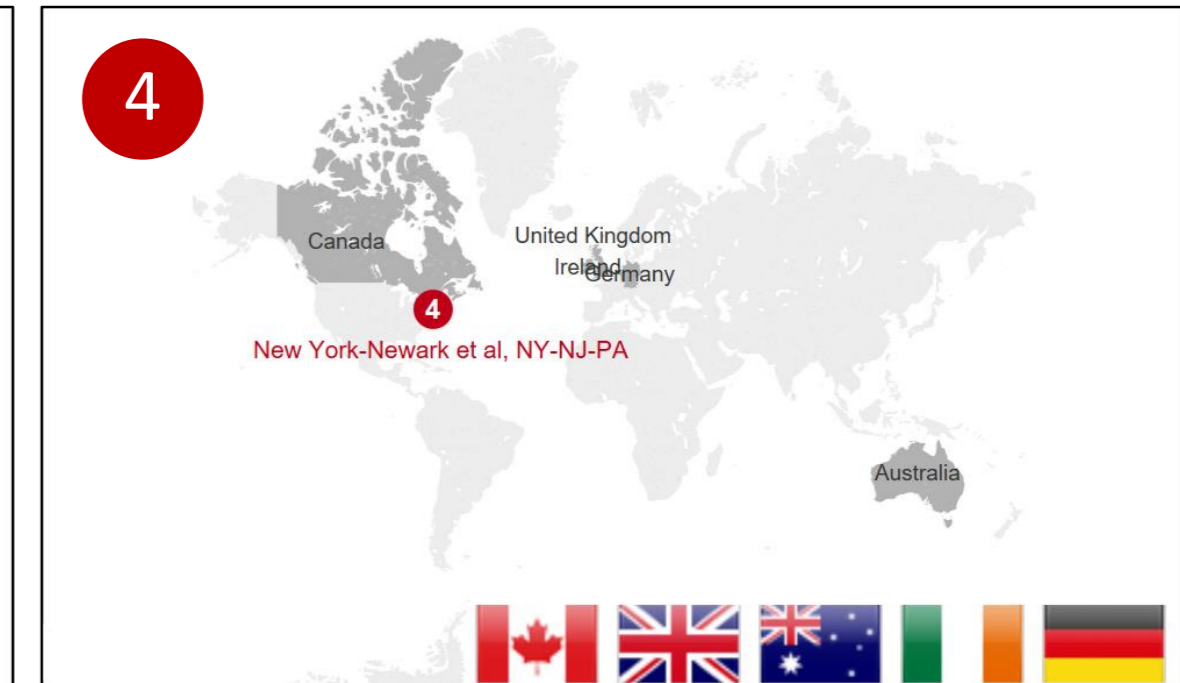 4
United Kingdom
Canada
Ireland
Germany
4
New York-Newark et al, NY-NJ-PA
Australia